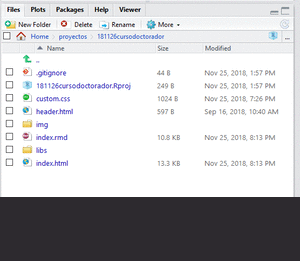 Files Plots Packages Help Viewer
New Folder Delete Rename More
Home proyectos 181126cursodoctorador ...
Name Size Modified
..
.gitignore 44 B Nov 25, 2018, 1:57 PM
181126cursodoctorador.Rproj 249 B Nov 25, 2018, 1:57 PM
custom.css 1024 B Nov 25, 2018, 7:26 PM
header.html 597 B Sep 16, 2018, 10:40 AM
img
index.rmd 10.8 KB Nov 25, 2018, 8:13 PM
libs
index.html 13.3 KB Nov 25, 2018, 8:13 PM